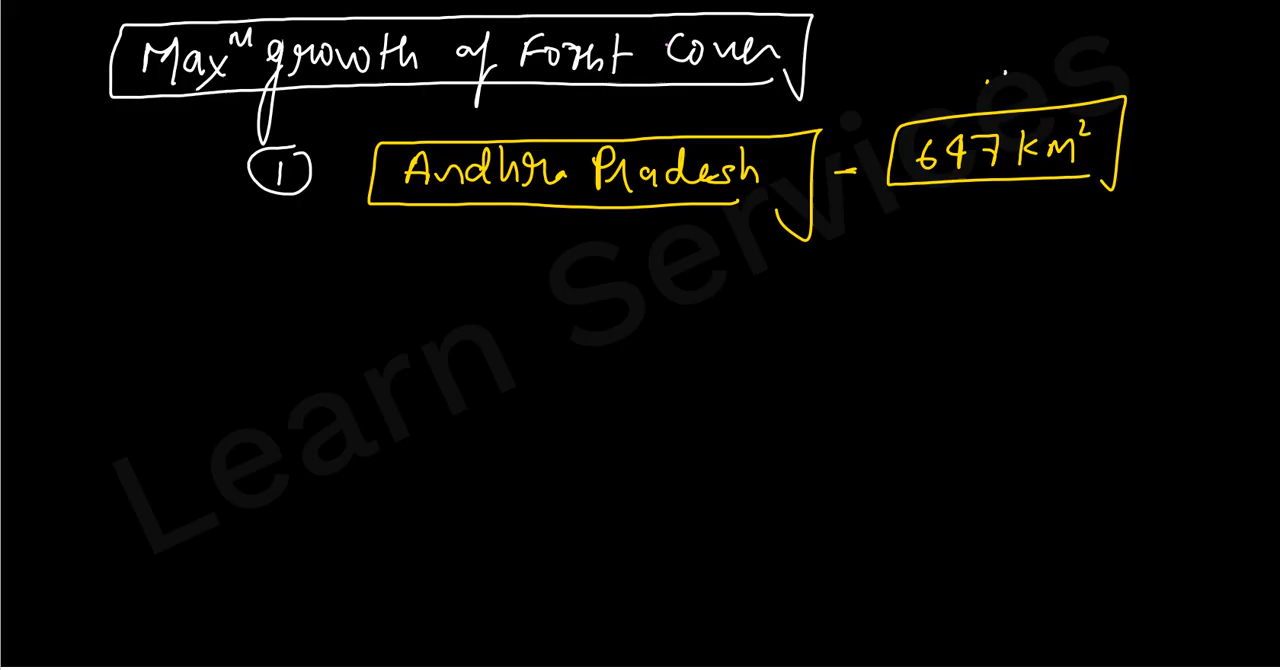 Max^m growth of Forest Cover
① Andhra Pradesh - 647 KM²
Learn Services